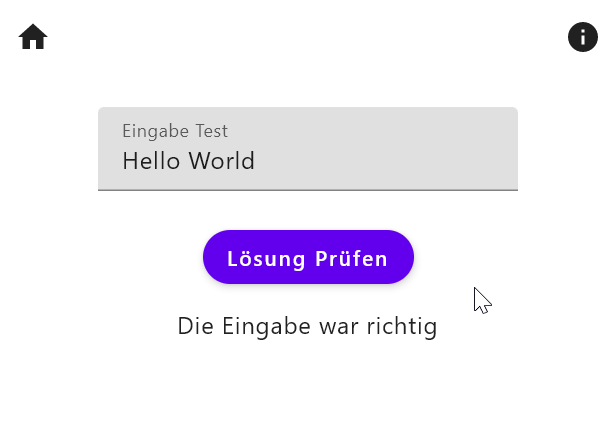 Eingabe Test
Hello World
Lösung Prüfen
Die Eingabe war richtig